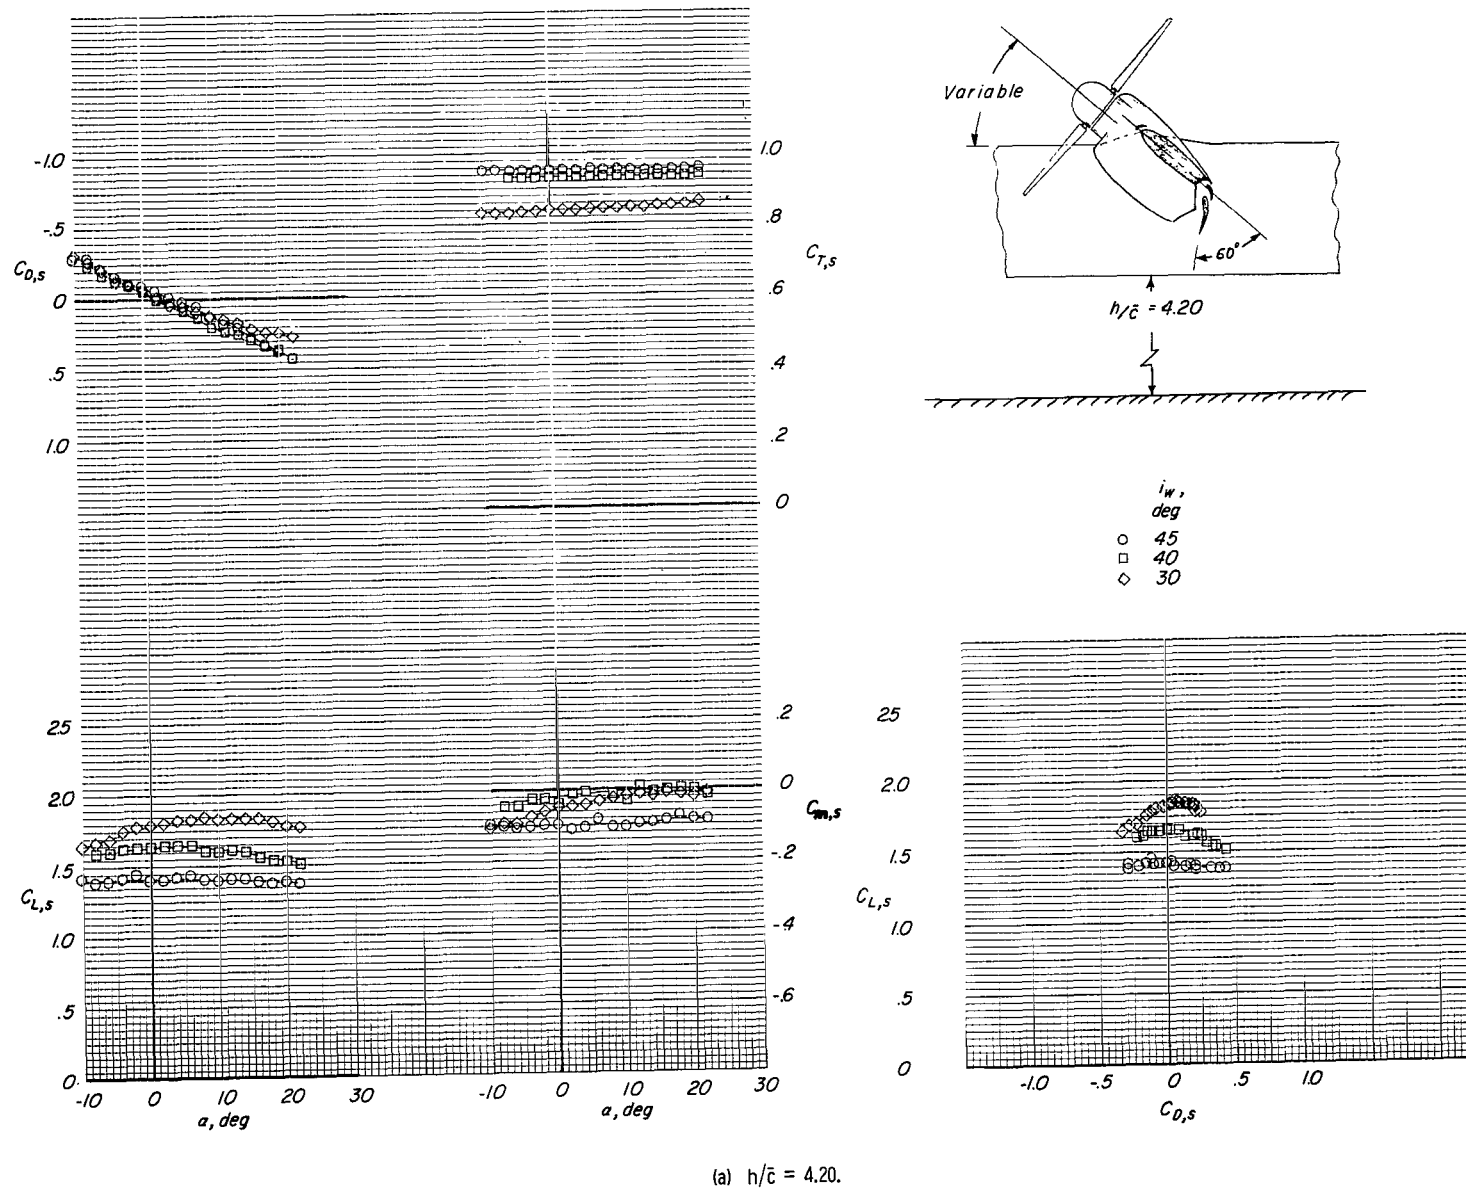 -1.0
-.5
C_D,s
0
.5
1.0
1.0
.8
C_T,s
.6
.4
.2
0
Variable
60°
h/c̄ = 4.20
i_w,
deg
○ 45
□ 40
◇ 30
2.5
2.0
1.5
C_L,s
1.0
.5
0
-10 0 10 20
α, deg
.2
0
C_m,s
-.2
-.4
-.6
-10 0 10 20 30
α, deg
25
2.0
1.5
C_L,s
1.0
.5
0
-1.0 -.5 0 .5 1.0
C_D,s
(a) h/c̄ = 4.20.